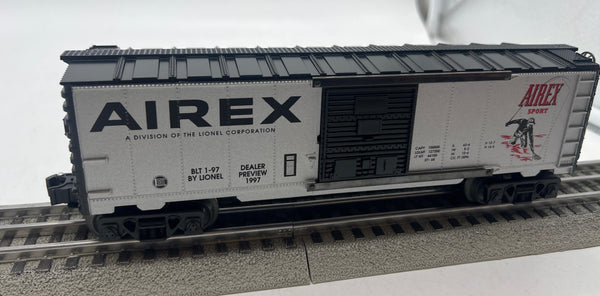 AIREX
A DIVISION OF THE LIONEL CORPORATION
BLT 1-97
BY LIONEL
DEALER
PREVIEW
1997
AIREX
SPORT